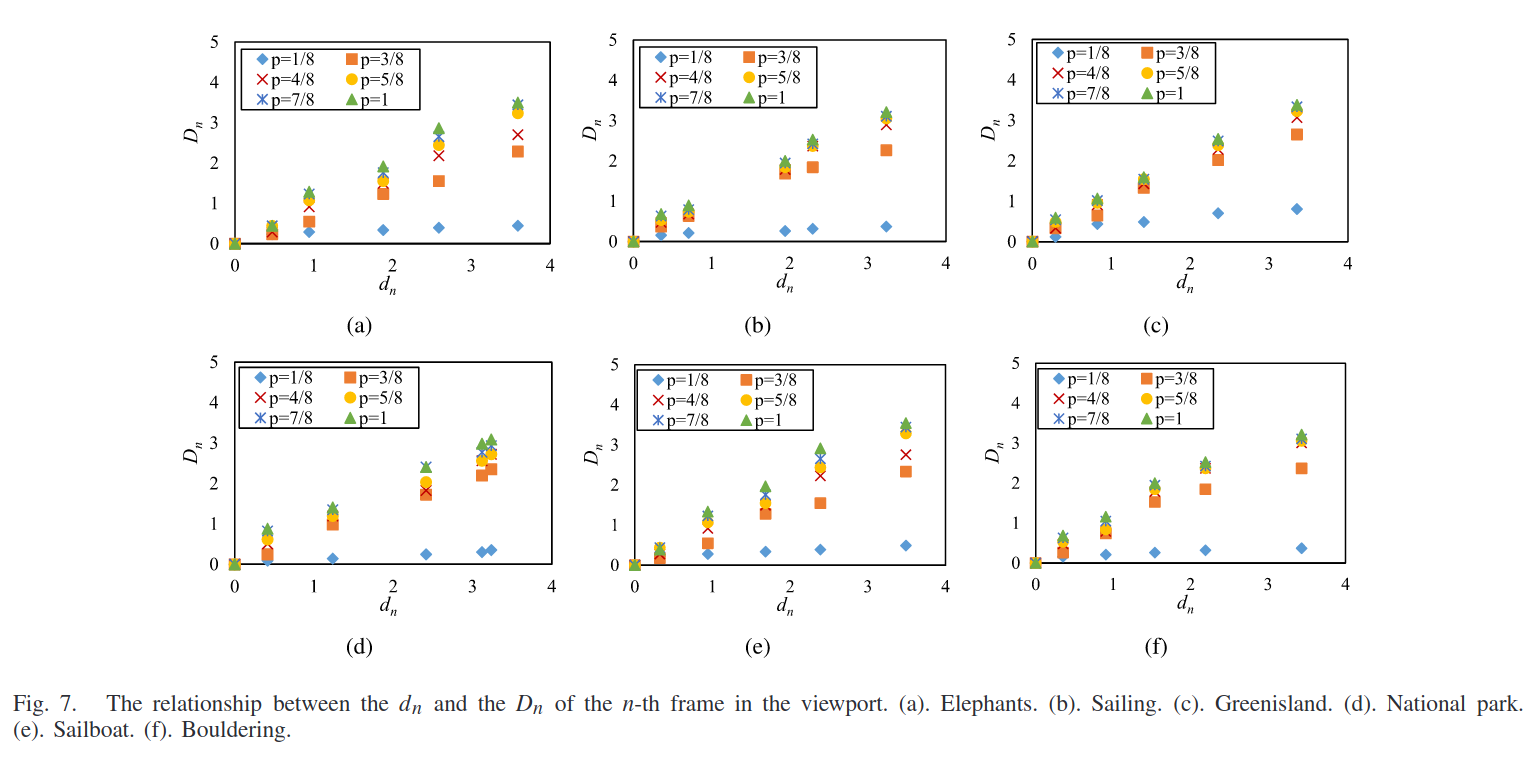 5
4
3
2
1
0
0 1 2 3 4
D_n
d_n
p=1/8 p=3/8
p=4/8 p=5/8
p=7/8 p=1
(a)
5
4
3
2
1
0
0 1 2 3 4
D_n
d_n
p=1/8 p=3/8
p=4/8 p=5/8
p=7/8 p=1
(b)
5
4
3
2
1
0
0 1 2 3 4
D_n
d_n
p=1/8 p=3/8
p=4/8 p=5/8
p=7/8 p=1
(c)
5
4
3
2
1
0
0 1 2 3 4
D_n
d_n
p=1/8 p=3/8
p=4/8 p=5/8
p=7/8 p=1
(d)
5
4
3
2
1
0
0 1 2 3 4
D_n
d_n
p=1/8 p=3/8
p=4/8 p=5/8
p=7/8 p=1
(e)
5
4
3
2
1
0
0 1 2 3 4
D_n
d_n
p=1/8 p=3/8
p=4/8 p=5/8
p=7/8 p=1
(f)
Fig. 7. The relationship between the d_n and the D_n of the n-th frame in the viewport. (a). Elephants. (b). Sailing. (c). Greenisland. (d). National park.
(e). Sailboat. (f). Bouldering.